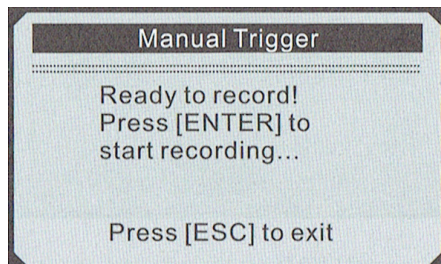 Manual Trigger
Ready to record!
Press [ENTER] to
start recording...
Press [ESC] to exit